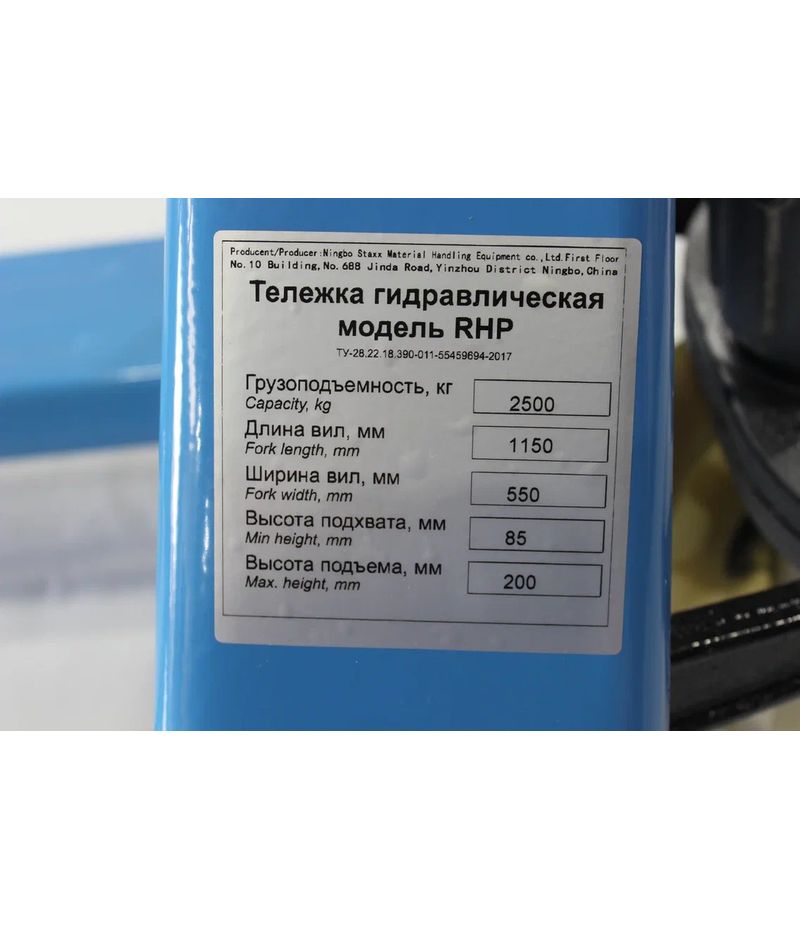 Producent/Producer:Ningbo Staxx Material Handling Equipment co., Ltd.First Floor
No.10 Building, No.688 Jinda Road, Yinzhou District Ningbo, China
Тележка гидравлическая
модель RHP
ТУ-28.22.18.390-011-55459694-2017
Грузоподъемность, кг
Capacity, kg
2500
Длина вил, мм
Fork length, mm
1150
Ширина вил, мм
Fork width, mm
550
Высота подхвата, мм
Min height, mm
85
Высота подъема, мм
Max. height, mm
200